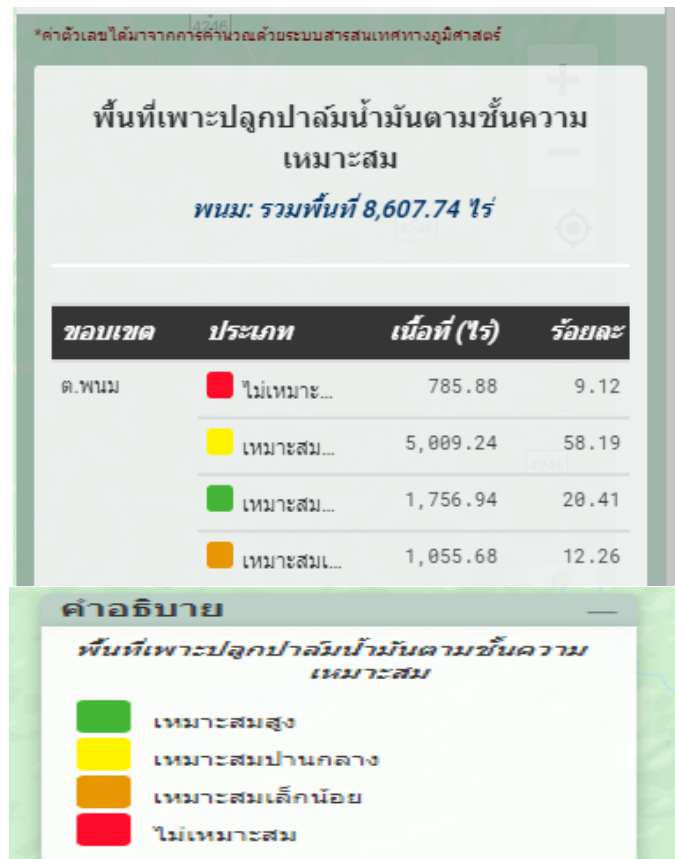 4246
*ค่าตัวเลขได้มาจากการคำนวณด้วยระบบสารสนเทศทางภูมิศาสตร์
+
พื้นที่เพาะปลูกปาล์มน้ำมันตามชั้นความ
เหมาะสม
พนม: รวมพื้นที่ 8,607.74 ไร่
4246
ขอบเขต ประเภท เนื้อที่ (ไร่) ร้อยละ
ต.พนม ไม่เหมาะ... 785.88 9.12
เหมาะสม... 5,009.24 58.19
4246
เหมาะสม... 1,756.94 20.41
เหมาะสมเ... 1,055.68 12.26
คำอธิบาย
พื้นที่เพาะปลูกปาล์มน้ำมันตามชั้นความ
เหมาะสม
เหมาะสมสูง
เหมาะสมปานกลาง
เหมาะสมเล็กน้อย
ไม่เหมาะสม